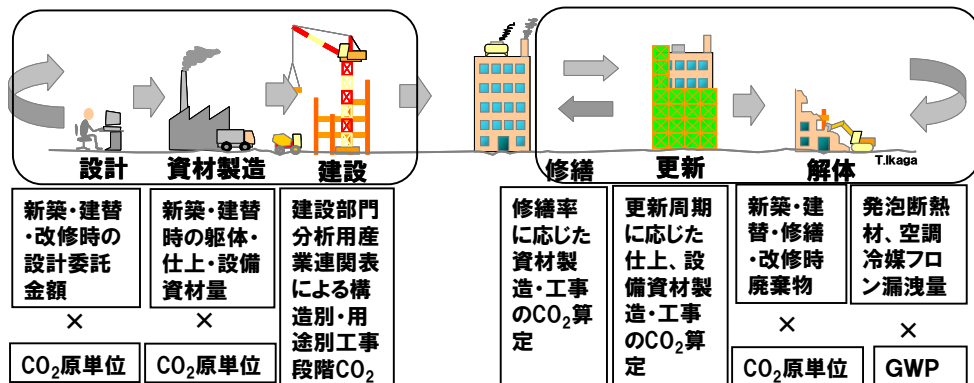 設計
資材製造
建設
修繕
更新
解体
T.Ikaga
新築・建替
・改修時の
設計委託
金額
×
CO₂原単位
新築・建替
時の躯体・
仕上・設備
資材量
×
CO₂原単位
建設部門
分析用産
業連関表
による構
造別・用
途別工事
段階CO₂
修繕率
に応じた
資材製
造・工事
のCO₂算
定
更新周期
に応じた
仕上、設
備資材製
造・工事
のCO₂算
定
新築・建
替・修繕
・改修時
廃棄物
×
CO₂原単位
発泡断熱
材、空調
冷媒フロ
ン漏洩量
×
GWP